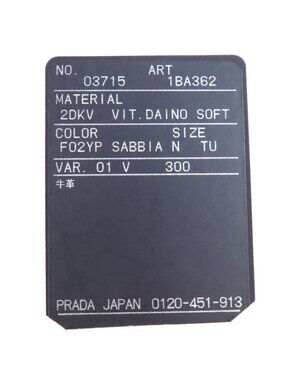 NO. ART
03715 1BA362
MATERIAL
2DKV VIT.DAINO SOFT
COLOR SIZE
F02YP SABBIA N TU
VAR. 01 V 300
牛革
PRADA JAPAN 0120-451-913